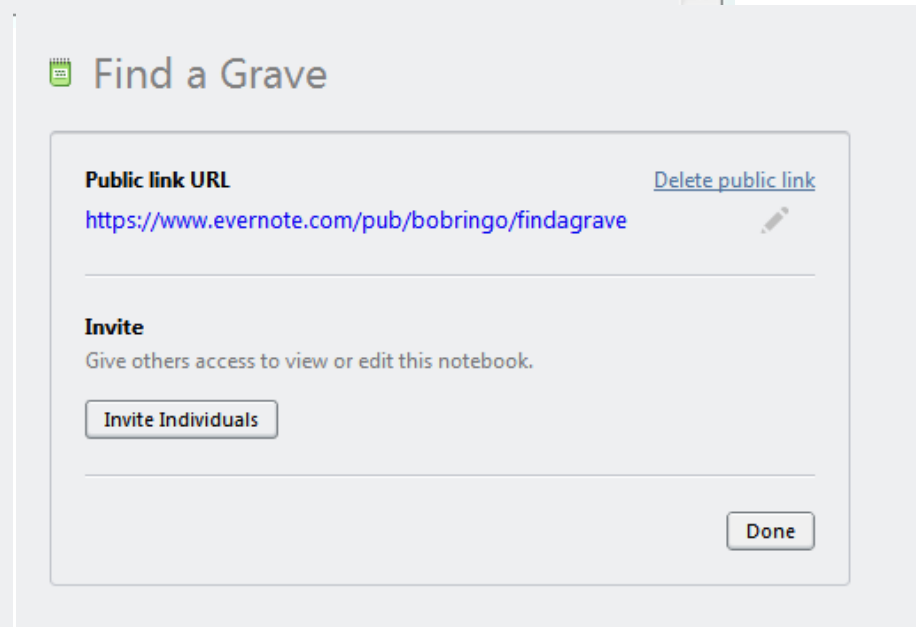 Find a Grave
Public link URL
Delete public link
https://www.evernote.com/pub/bobringo/findagrave
Invite
Give others access to view or edit this notebook.
Invite Individuals
Done